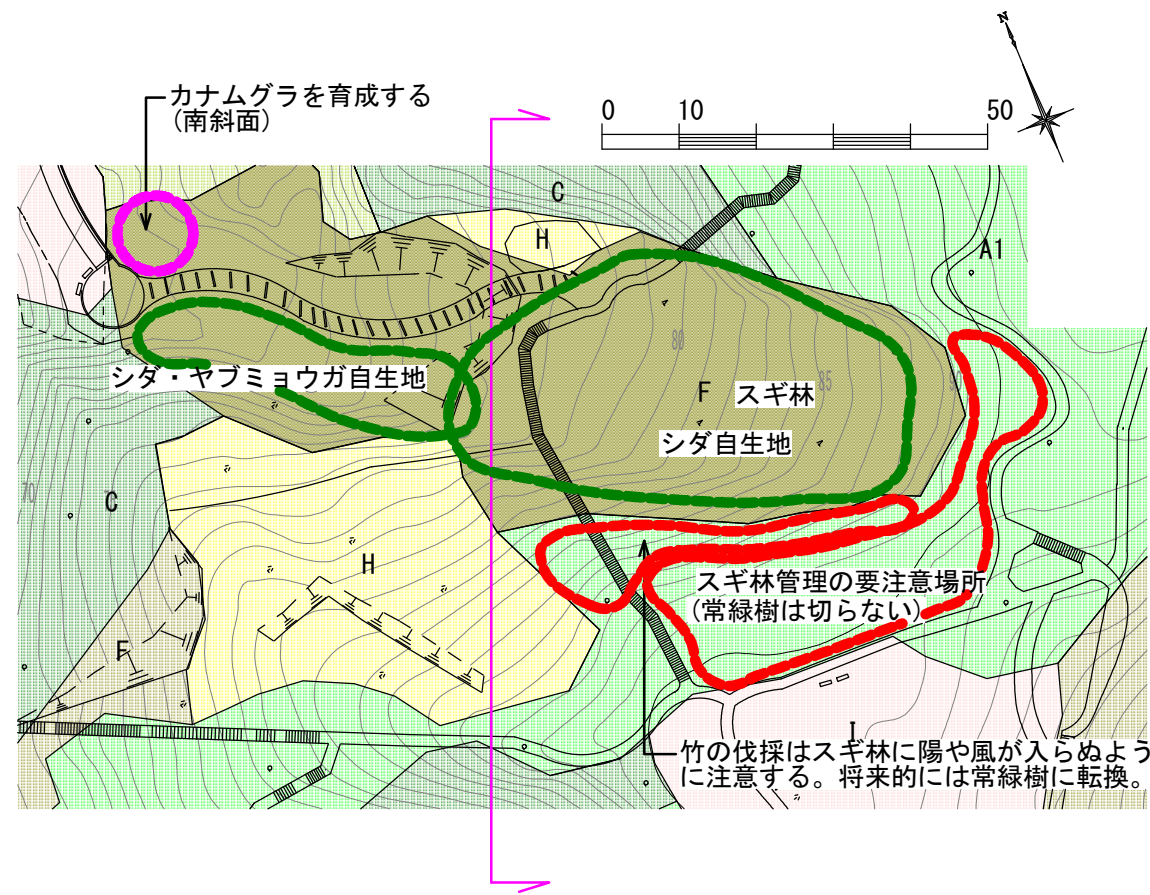 N
カナムグラを育成する
(南斜面)
0 10 50
C
H
A1
80
85
90
F スギ林
シダ・ヤブミョウガ自生地
シダ自生地
70
C
H
スギ林管理の要注意場所
(常緑樹は切らない)
F
I
竹の伐採はスギ林に陽や風が入らぬよう
に注意する。将来的には常緑樹に転換。